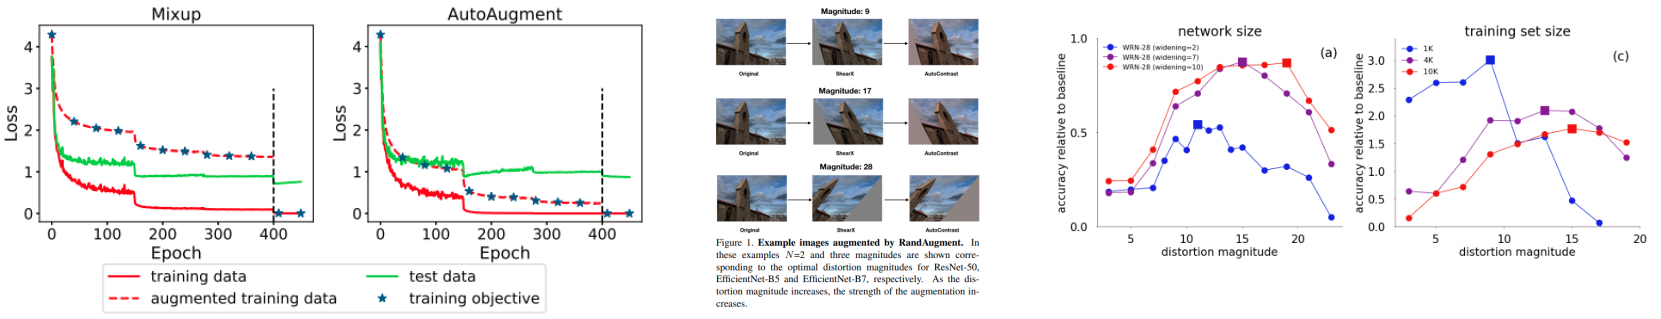 Mixup
Loss
4
3
2
1
0
0 100 200 300 400
Epoch
AutoAugment
Loss
4
3
2
1
0
0 100 200 300 400
Epoch
training data
augmented training data
test data
training objective
Magnitude: 9
Original ShearX AutoContrast
Magnitude: 17
Original ShearX AutoContrast
Magnitude: 28
Original ShearX AutoContrast
Figure 1. Example images augmented by RandAugment. In
these examples N=2 and three magnitudes are shown corre-
sponding to the optimal distortion magnitudes for ResNet-50,
EfficientNet-B5 and EfficientNet-B7, respectively. As the dis-
tortion magnitude increases, the strength of the augmentation in-
creases.
network size
(a)
WRN-28 (widening=2)
WRN-28 (widening=7)
WRN-28 (widening=10)
accuracy relative to baseline
1.0
0.5
0.0
5 10 15 20
distortion magnitude
training set size
(c)
1K
4K
10K
accuracy relative to baseline
3.0
2.5
2.0
1.5
1.0
0.5
0.0
5 10 15 20
distortion magnitude